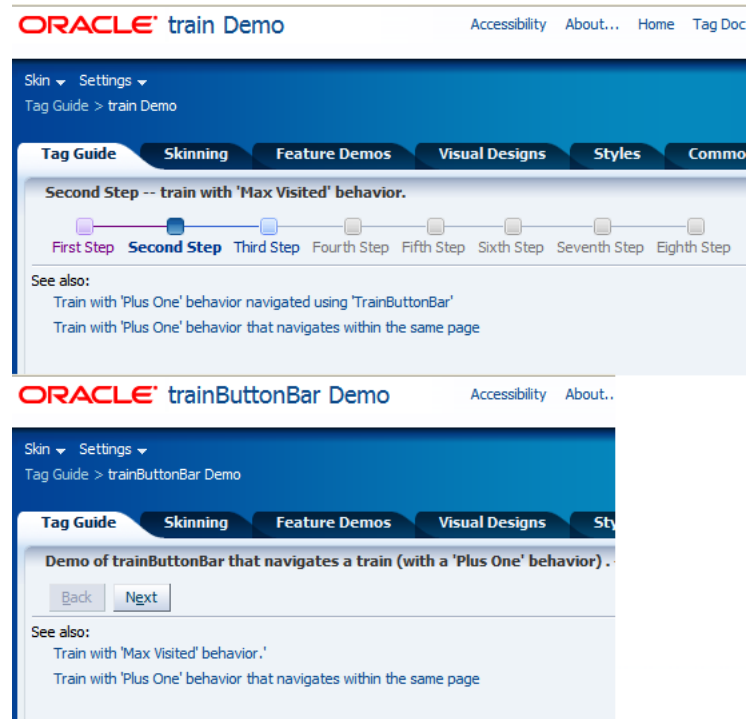 ORACLE train Demo Accessibility About... Home Tag Doc
Skin Settings
Tag Guide > train Demo
Tag Guide Skinning Feature Demos Visual Designs Styles Commo
Second Step -- train with 'Max Visited' behavior.
First Step Second Step Third Step Fourth Step Fifth Step Sixth Step Seventh Step Eighth Step
See also:
Train with 'Plus One' behavior navigated using 'TrainButtonBar'
Train with 'Plus One' behavior that navigates within the same page
ORACLE trainButtonBar Demo Accessibility About..
Skin Settings
Tag Guide > trainButtonBar Demo
Tag Guide Skinning Feature Demos Visual Designs Sty
Demo of trainButtonBar that navigates a train (with a 'Plus One' behavior) .
Back Next
See also:
Train with 'Max Visited' behavior.'
Train with 'Plus One' behavior that navigates within the same page